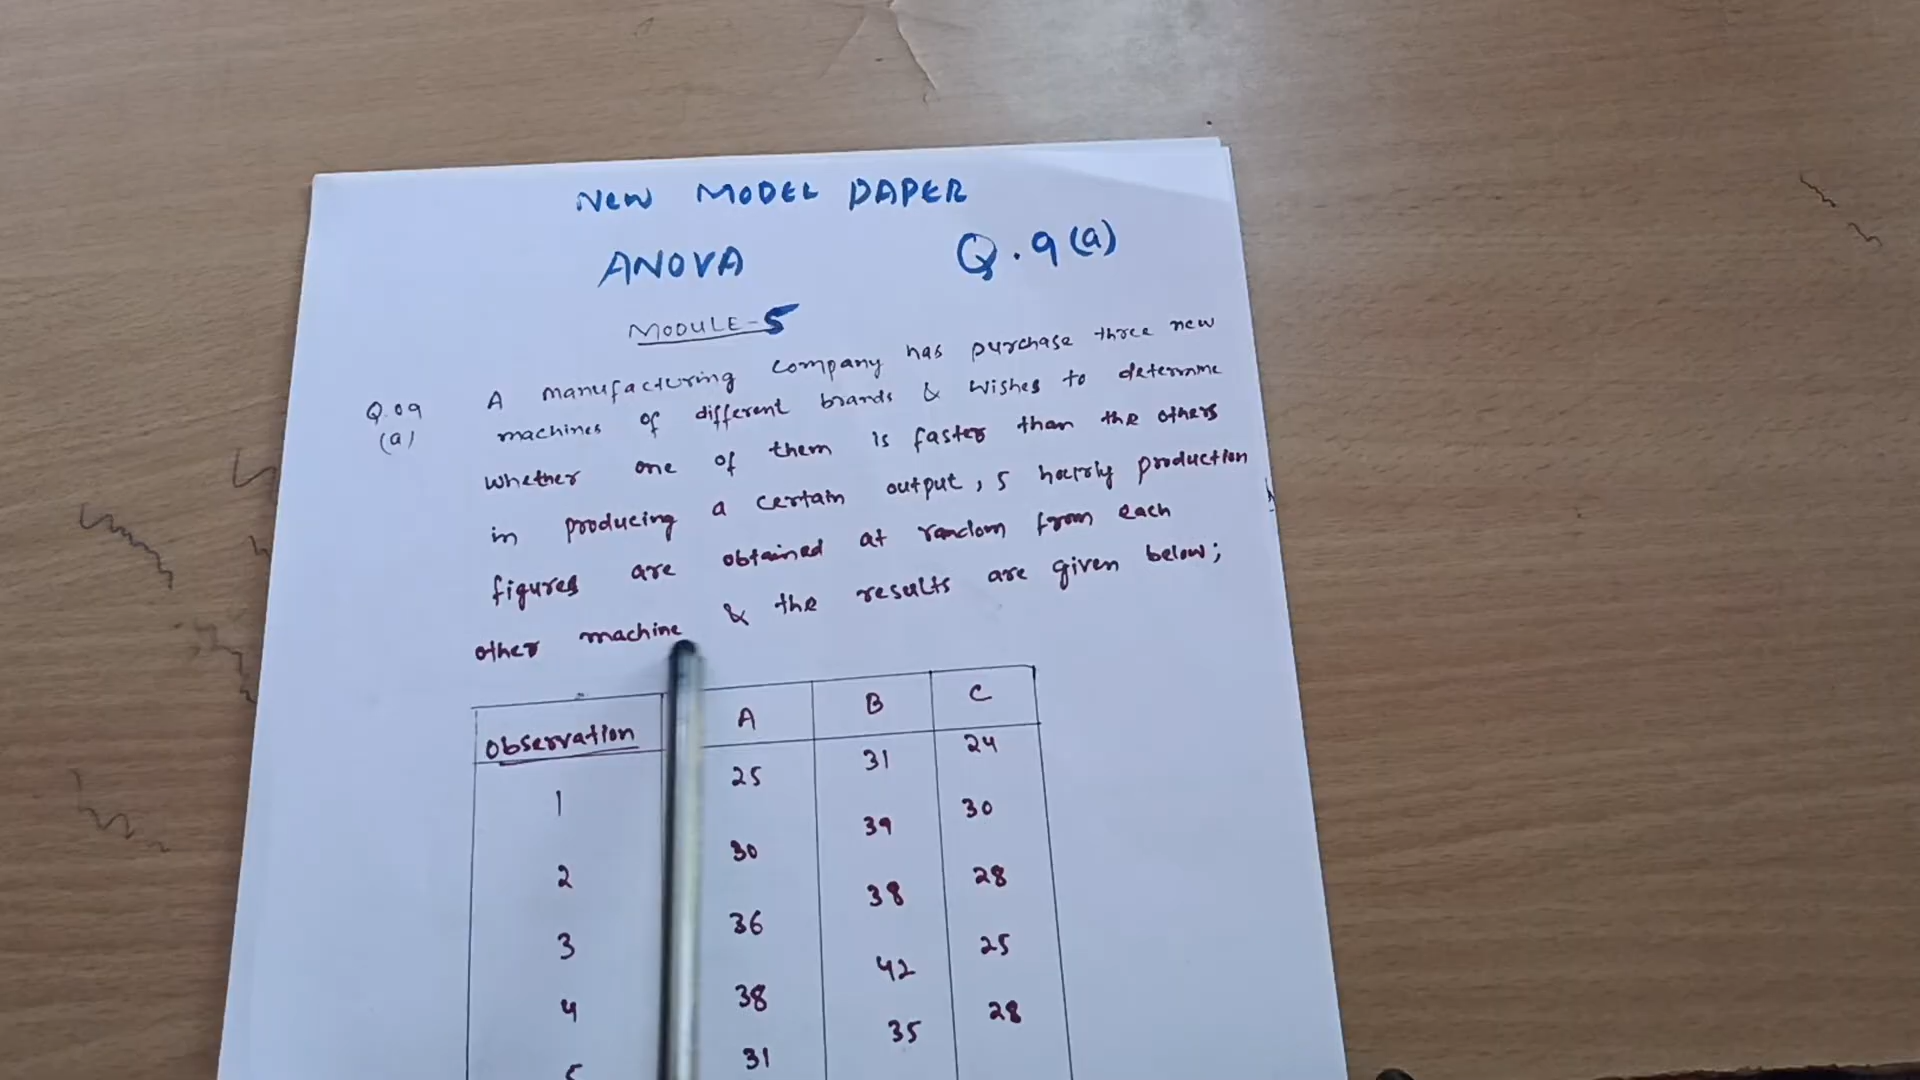 NEW MODEL PAPER
ANOVA Q.9(a)
MODULE-5
Q.09 A manufacturing company has purchase three new
(a) machines of different brands & wishes to determine
whether one of them is faster than the others
in producing a certain output, 5 hourly production
figures are obtained at random from each
other machine & the results are given below;
Observation A B C
1 25 31 24
2 30 39 30
3 36 38 28
4 38 42 25
5 31 35 28